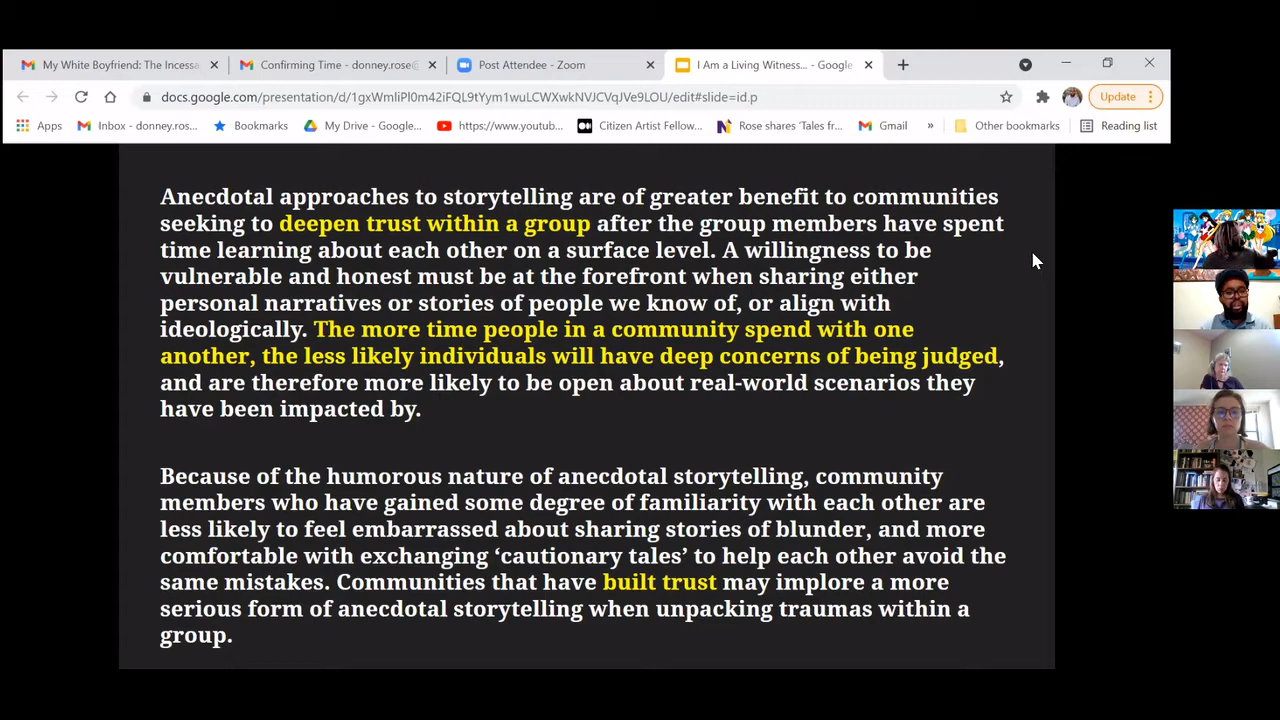 My White Boyfriend: The Incessa
Confirming Time - donney.rose@
Post Attendee - Zoom
I Am a Living Witness... - Google
docs.google.com/presentation/d/1gxWmliPl0m42iFQL9tYym1wuLCWXwkNVJCVqJVe9LOU/edit#slide=id.p
Update
Apps
Inbox - donney.ros...
Bookmarks
My Drive - Google...
https://www.youtub...
Citizen Artist Fellow...
Rose shares 'Tales fr...
Gmail
»
Other bookmarks
Reading list
Anecdotal approaches to storytelling are of greater benefit to communities
seeking to deepen trust within a group after the group members have spent
time learning about each other on a surface level. A willingness to be
vulnerable and honest must be at the forefront when sharing either
personal narratives or stories of people we know of, or align with
ideologically. The more time people in a community spend with one
another, the less likely individuals will have deep concerns of being judged,
and are therefore more likely to be open about real-world scenarios they
have been impacted by.
Because of the humorous nature of anecdotal storytelling, community
members who have gained some degree of familiarity with each other are
less likely to feel embarrassed about sharing stories of blunder, and more
comfortable with exchanging ‘cautionary tales’ to help each other avoid the
same mistakes. Communities that have built trust may implore a more
serious form of anecdotal storytelling when unpacking traumas within a
group.